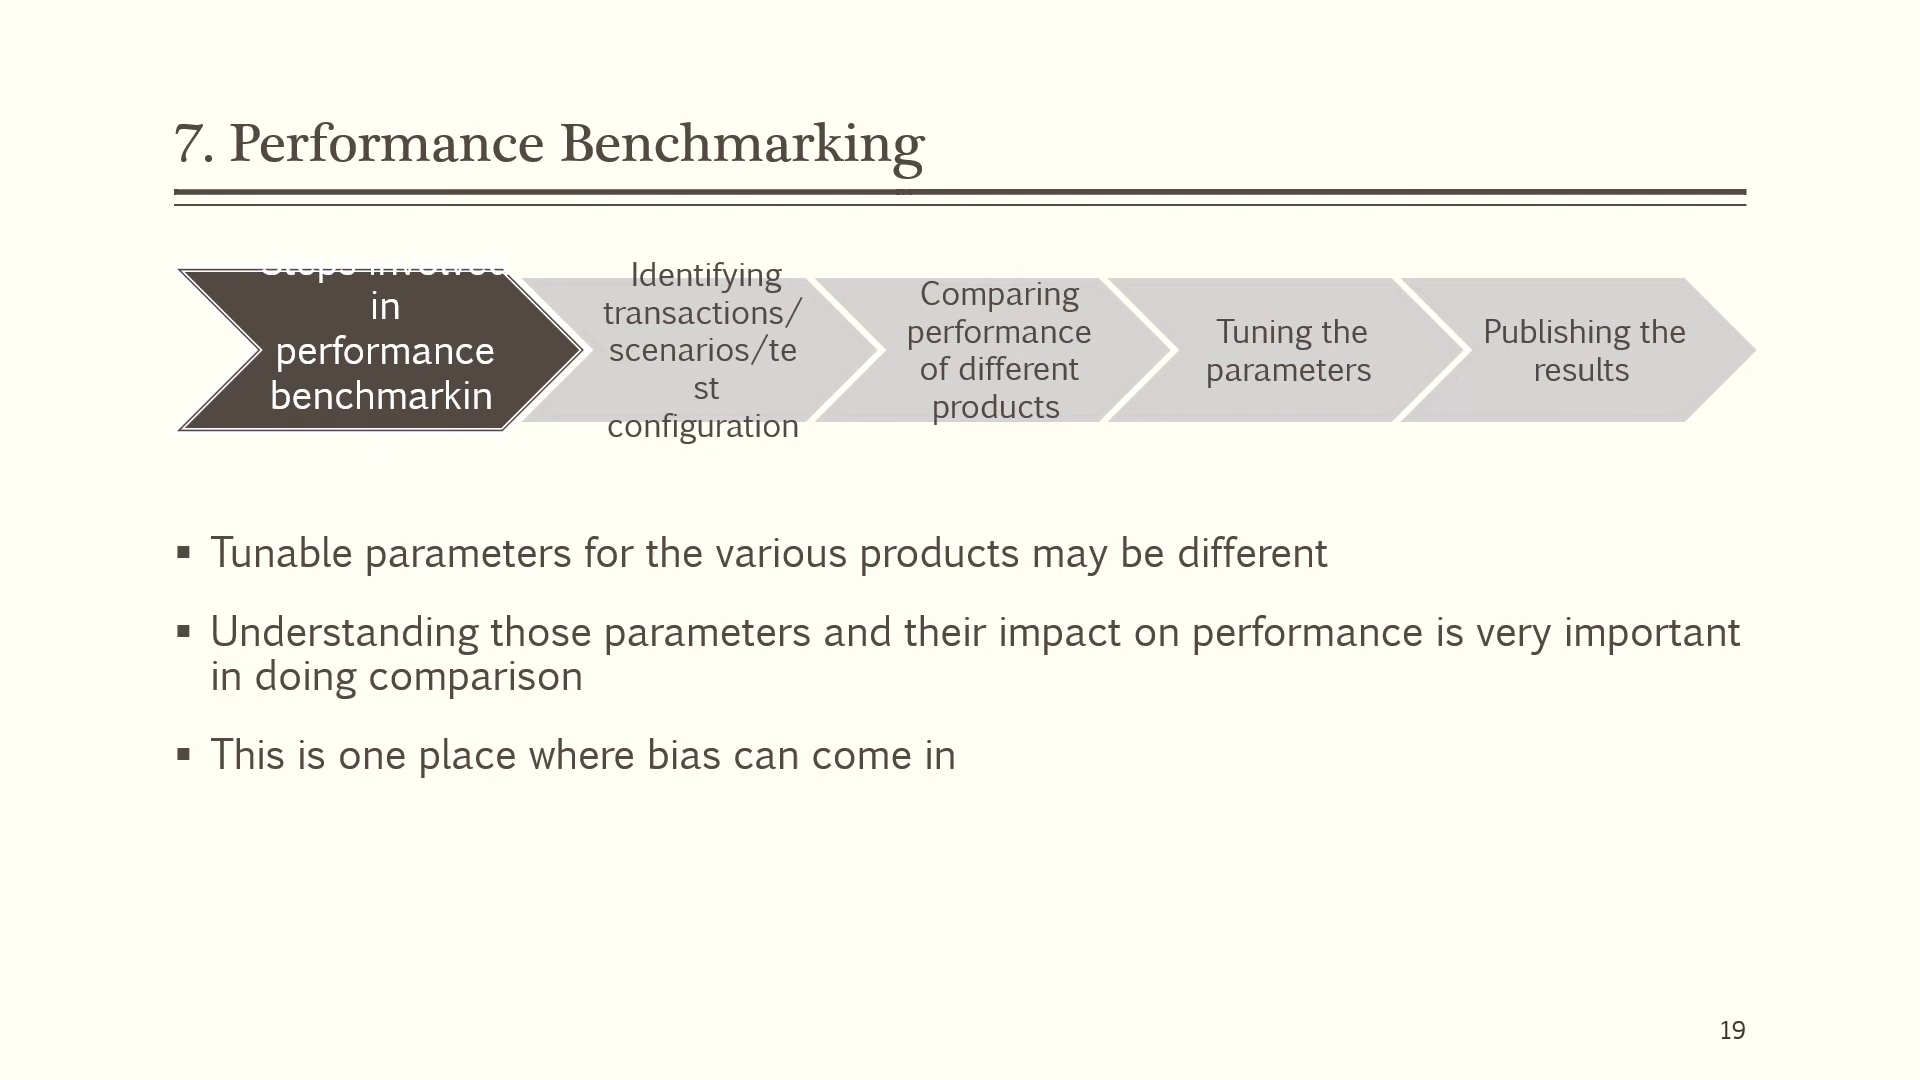 7. Performance Benchmarking
Steps involved
in
performance
benchmarkin
g
Identifying
transactions/
scenarios/te
st
configuration
Comparing
performance
of different
products
Tuning the
parameters
Publishing the
results
▪ Tunable parameters for the various products may be different
▪ Understanding those parameters and their impact on performance is very important
in doing comparison
▪ This is one place where bias can come in
19